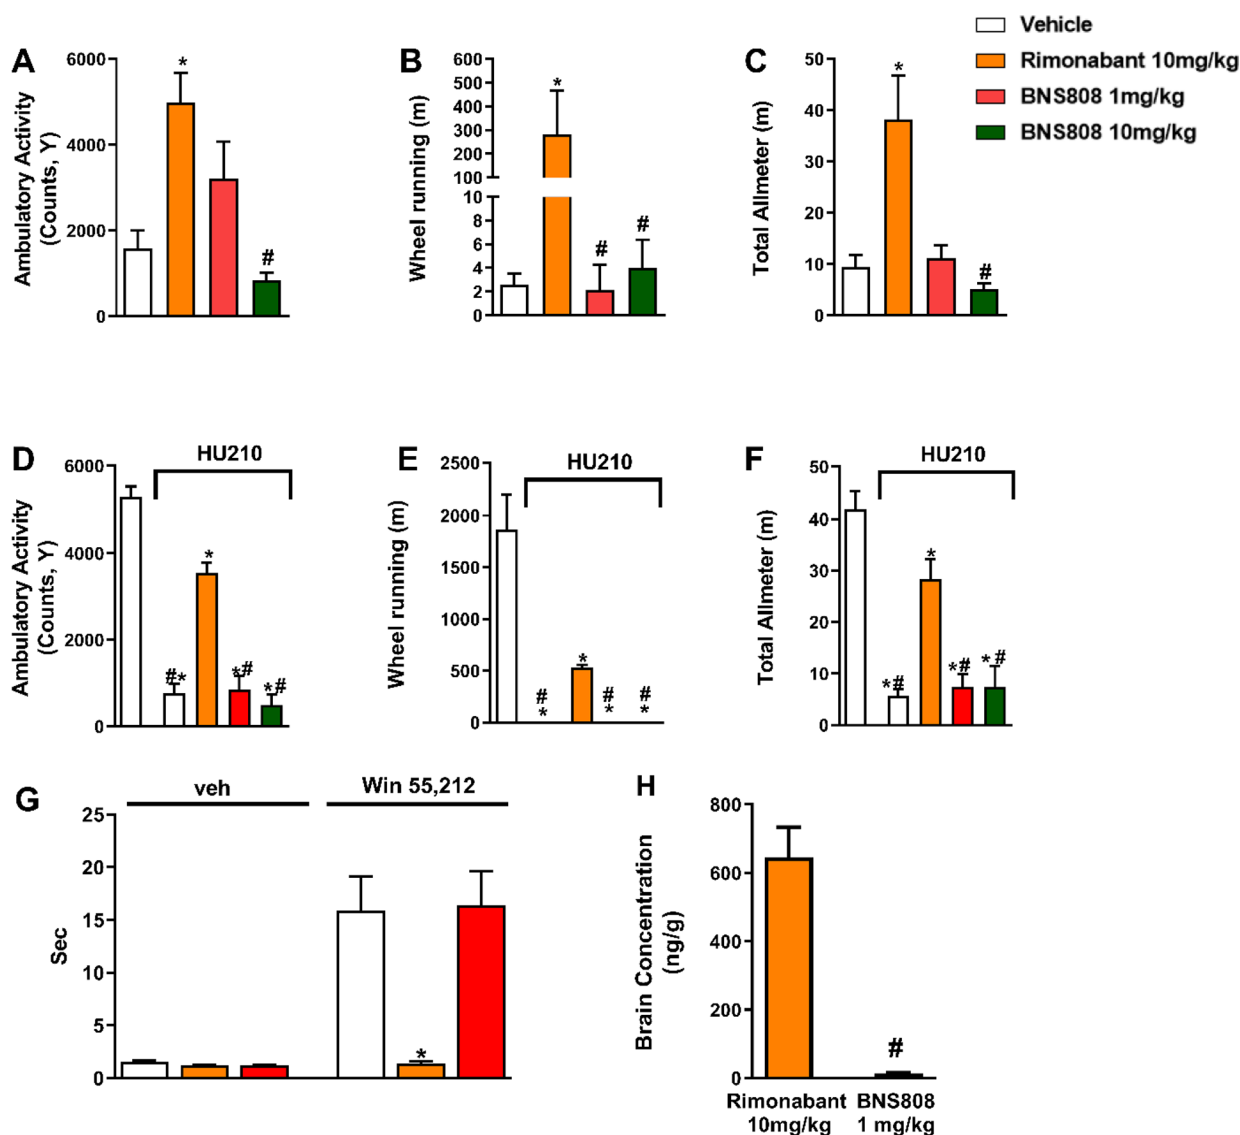 Vehicle
Rimonabant 10mg/kg
BNS808 1mg/kg
BNS808 10mg/kg
A
Ambulatory Activity
(Counts, Y)
6000
4000
2000
0
*
#
B
Wheel running (m)
600
500
400
300
200
100
10
8
6
4
2
0
*
#
#
C
Total Allmeter (m)
50
40
30
20
10
0
*
#
D
Ambulatory Activity
(Counts, Y)
6000
4000
2000
0
HU210
#*
*
*#
*#
E
Wheel running (m)
2500
2000
1500
1000
500
0
HU210
#
*
*
#
*
#
*
F
Total Allmeter (m)
50
40
30
20
10
0
HU210
*#
*
*#
*#
G
Sec
25
20
15
10
5
0
veh
Win 55,212
*
H
Brain Concentration
(ng/g)
800
600
400
200
0
#
Rimonabant
10mg/kg
BNS808
1 mg/kg